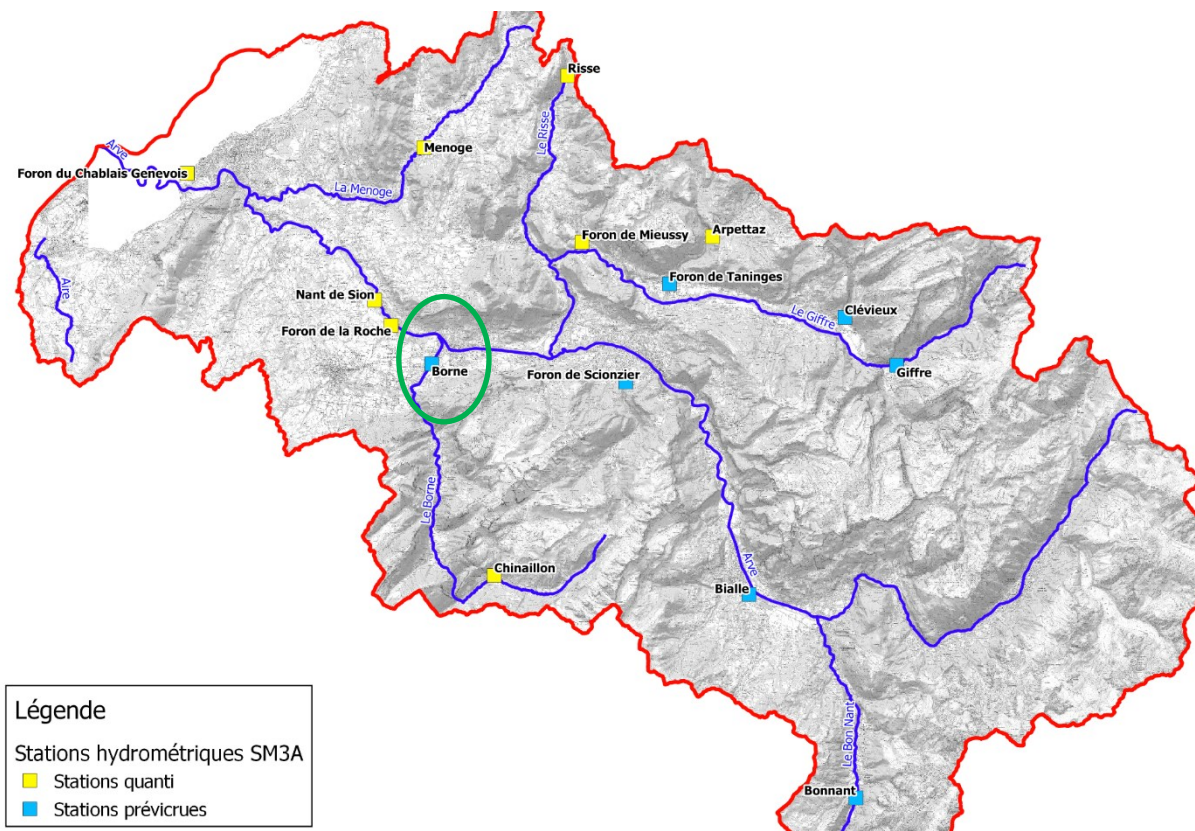 Risse
Arve
Menoge
Le Risse
Foron du Chablais Genevois
La Menoge
Foron de Mieussy
Arpettaz
Aire
Foron de Taninges
Nant de Sion
Le Giffre
Clévieux
Foron de la Roche
Borne
Foron de Scionzier
Giffre
Le Borne
Chinaillon
Arve
Bialle
Le Bon Nant
Bonnant
Légende
Stations hydrométriques SM3A
Stations quanti
Stations prévicrues